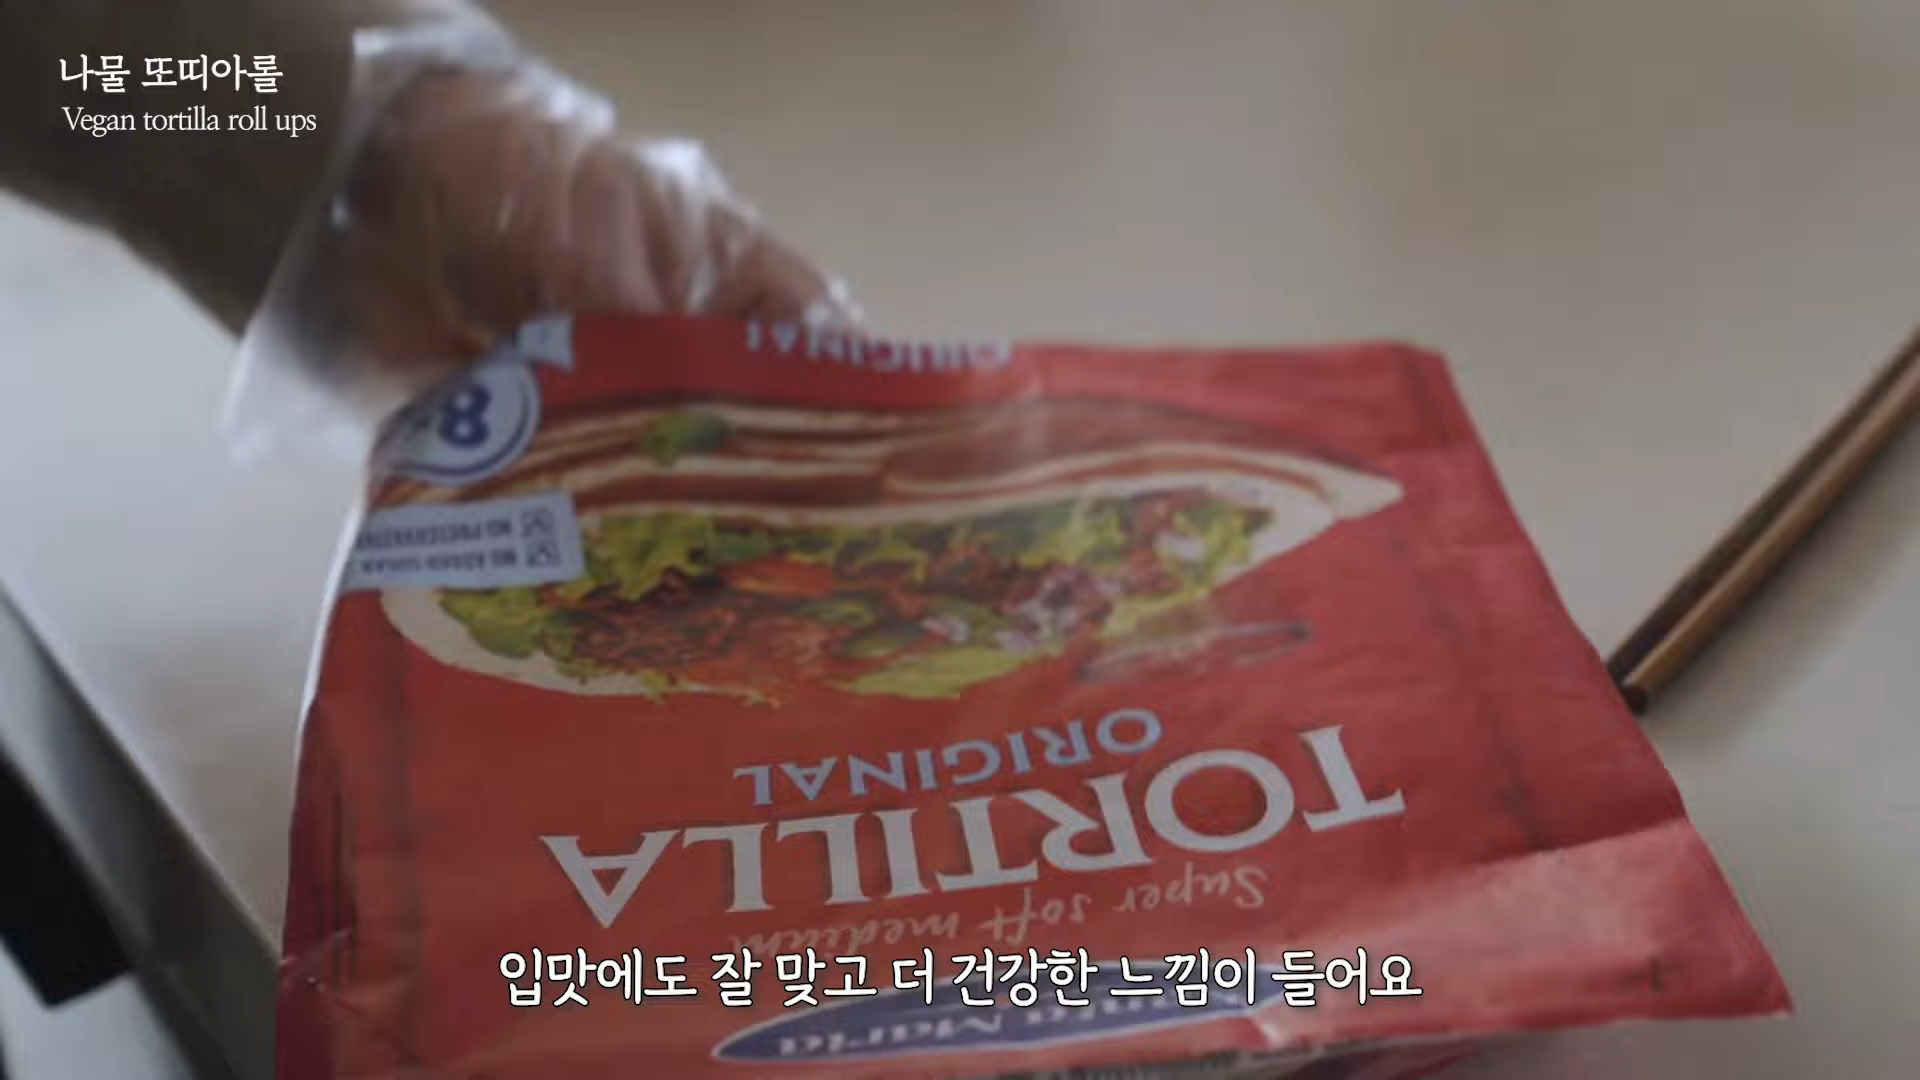 나물 또띠아롤
Vegan tortilla roll ups
ORIGINAL
8
NO PRESERVATIVES
NO ADDED SUGAR
ORIGINAL
TORTILLA
Super soft medium
입맛에도 잘 맞고 더 건강한 느낌이 들어요
Maria